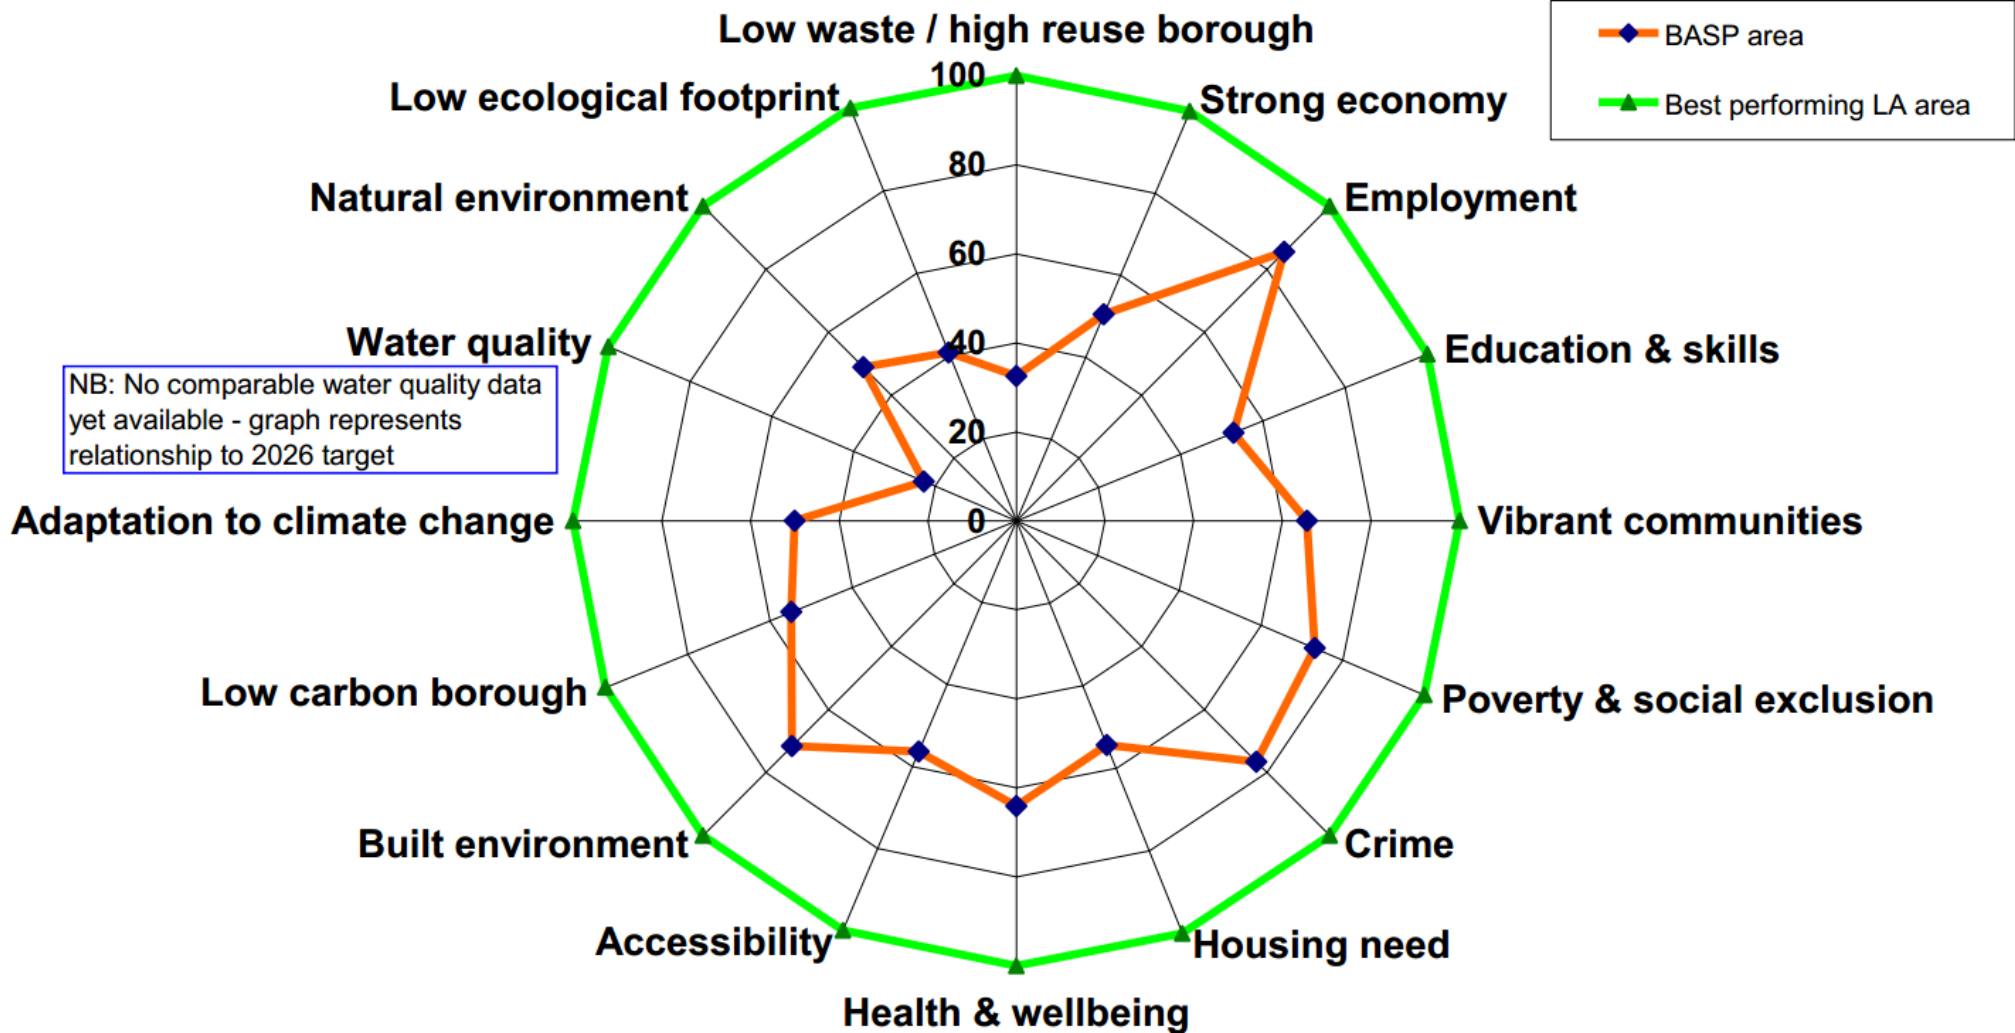 Low waste / high reuse borough
BASP area
Best performing LA area
100
80
60
40
20
0
Strong economy
Employment
Education & skills
Vibrant communities
Poverty & social exclusion
Crime
Housing need
Health & wellbeing
Accessibility
Built environment
Low carbon borough
Adaptation to climate change
Water quality
NB: No comparable water quality data
yet available - graph represents
relationship to 2026 target
Natural environment
Low ecological footprint